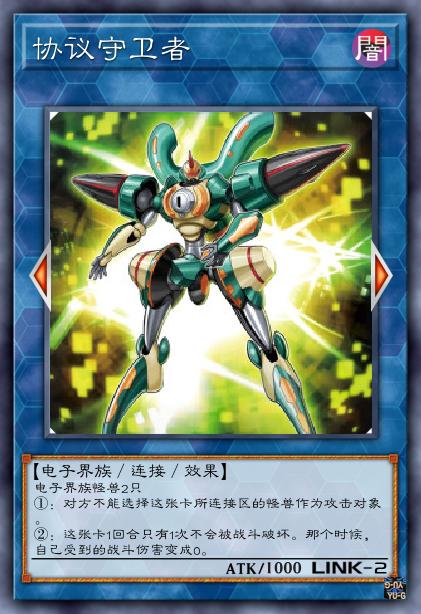 协议守卫者
闇
【电子界族／连接／效果】
电子界族怪兽2只
①：对方不能选择这张卡所连接区的怪兽作为攻击对象
。
②：这张卡1回合只有1次不会被战斗破坏。那个时候，
自己受到的战斗伤害变成0。
ATK/1000 LINK-2